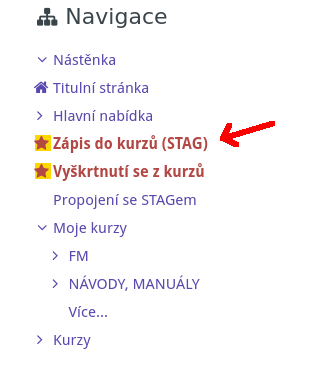 Navigace
Nástěnka
Titulní stránka
Hlavní nabídka
Zápis do kurzů (STAG)
Vyškrtnutí se z kurzů
Propojení se STAGem
Moje kurzy
FM
NÁVODY, MANUÁLY
Více...
Kurzy